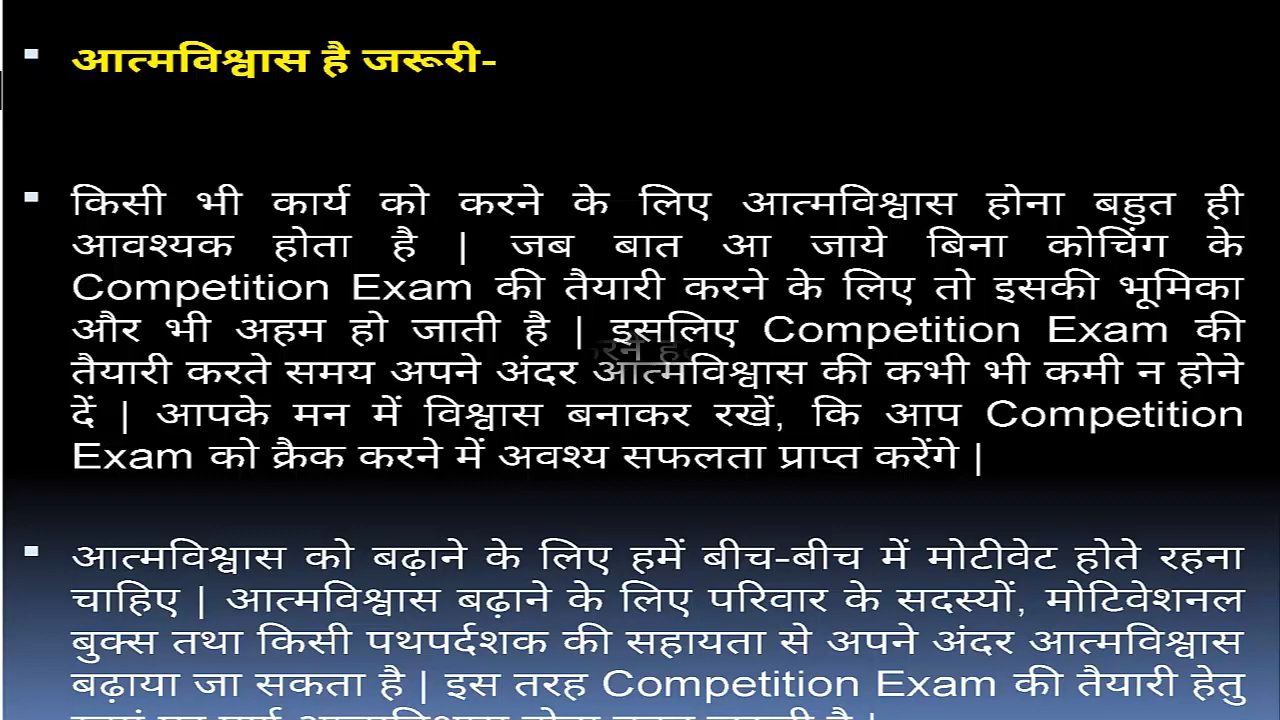 आत्मविश्वास है जरूरी-
किसी भी कार्य को करने के लिए आत्मविश्वास होना बहुत ही
आवश्यक होता है | जब बात आ जाये बिना कोचिंग के
Competition Exam की तैयारी करने के लिए तो इसकी भूमिका
और भी अहम हो जाती है | इसलिए Competition Exam की
तैयारी करते समय अपने अंदर आत्मविश्वास की कभी भी कमी न होने
दें | आपके मन में विश्वास बनाकर रखें, कि आप Competition
Exam को क्रैक करने में अवश्य सफलता प्राप्त करेंगे |
आत्मविश्वास को बढ़ाने के लिए हमें बीच-बीच में मोटीवेट होते रहना
चाहिए | आत्मविश्वास बढ़ाने के लिए परिवार के सदस्यों, मोटिवेशनल
बुक्स तथा किसी पथपर्दशक की सहायता से अपने अंदर आत्मविश्वास
बढ़ाया जा सकता है | इस तरह Competition Exam की तैयारी हेतु